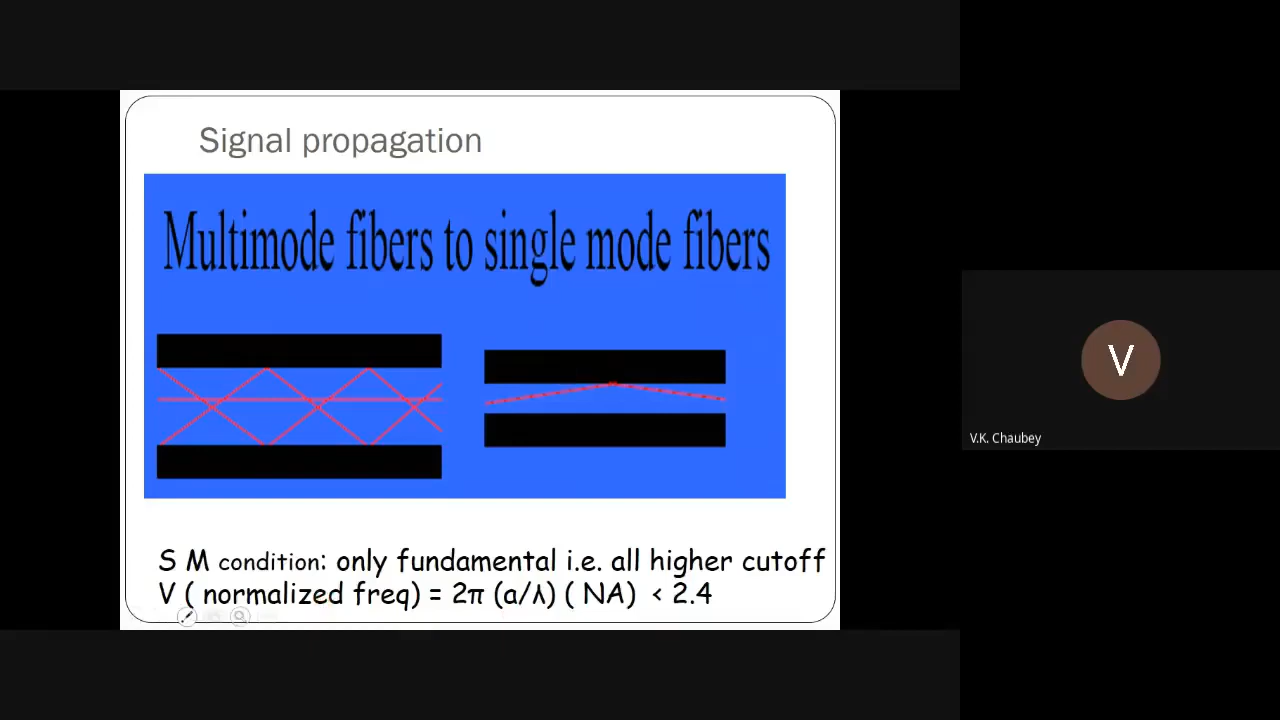 Signal propagation
Multimode fibers to single mode fibers
S M condition: only fundamental i.e. all higher cutoff
V ( normalized freq) = 2π (a/λ) ( NA) < 2.4
V
V.K. Chaubey